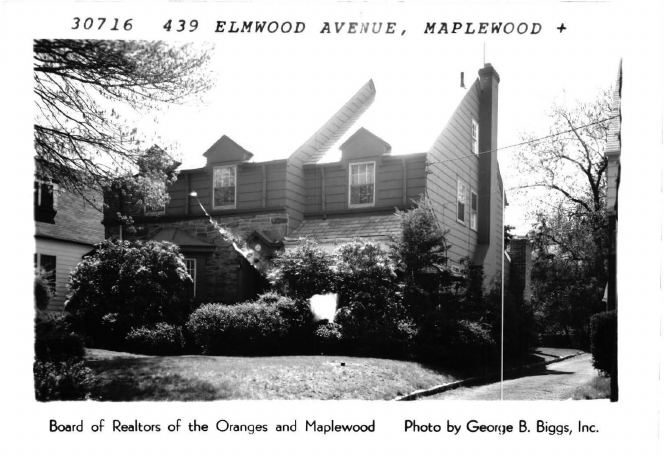 30716 439 ELMWOOD AVENUE, MAPLEWOOD +
Board of Realtors of the Oranges and Maplewood Photo by George B. Biggs, Inc.